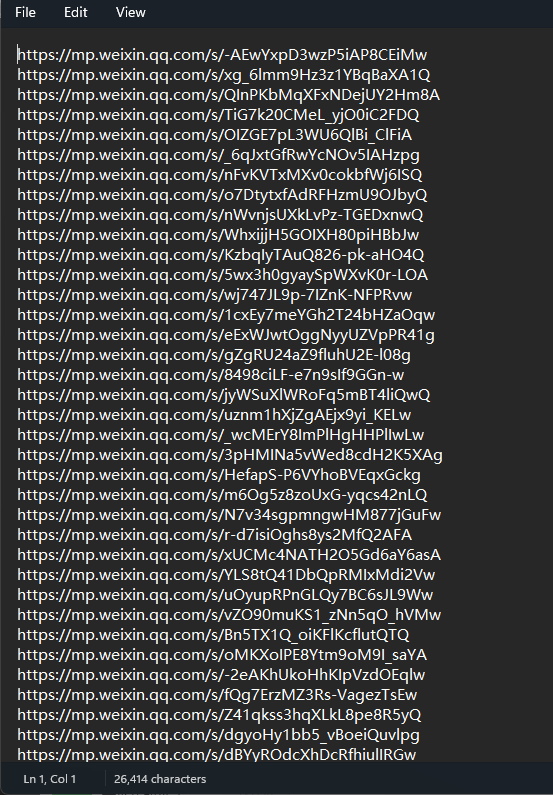 File Edit View
https://mp.weixin.qq.com/s/-AEwYxpD3wzP5iAP8CEiMw
https://mp.weixin.qq.com/s/xg_6lmm9Hz3z1YBqBaXA1Q
https://mp.weixin.qq.com/s/QlnPKbMqXFxNDejUY2Hm8A
https://mp.weixin.qq.com/s/TiG7k20CMeL_yjO0iC2FDQ
https://mp.weixin.qq.com/s/OIZGE7pL3WU6QlBi_ClFiA
https://mp.weixin.qq.com/s/_6qJxtGfRwYcNOv5IAHzpg
https://mp.weixin.qq.com/s/nFvKVTxMXv0cokbfWj6ISQ
https://mp.weixin.qq.com/s/o7DtytxfAdRFHzmU9OJbyQ
https://mp.weixin.qq.com/s/nWvnjsUXkLvPz-TGEDxnwQ
https://mp.weixin.qq.com/s/WhxijjH5GOIXH80piHBbJw
https://mp.weixin.qq.com/s/KzbqIyTAuQ826-pk-aHO4Q
https://mp.weixin.qq.com/s/5wx3h0gyaySpWXvK0r-LOA
https://mp.weixin.qq.com/s/wj747JL9p-7IZnK-NFPRvw
https://mp.weixin.qq.com/s/1cxEy7meYGh2T24bHZaOqw
https://mp.weixin.qq.com/s/eExWJwtOggNyyUZVpPR41g
https://mp.weixin.qq.com/s/gZgRU24aZ9fluhU2E-l08g
https://mp.weixin.qq.com/s/8498ciLF-e7n9slf9GGn-w
https://mp.weixin.qq.com/s/jyWSuXlWRoFq5mBT4liQwQ
https://mp.weixin.qq.com/s/uznm1hXjZgAEjx9yi_KELw
https://mp.weixin.qq.com/s/_wcMErY8ImPlHgHHPlIwLw
https://mp.weixin.qq.com/s/3pHMINa5vWed8cdH2K5XAg
https://mp.weixin.qq.com/s/HefapS-P6VYhoBVEqxGckg
https://mp.weixin.qq.com/s/m6Og5z8zoUxG-yqcs42nLQ
https://mp.weixin.qq.com/s/N7v34sgpmngwHM877jGuFw
https://mp.weixin.qq.com/s/r-d7isiOghs8ys2MfQ2AFA
https://mp.weixin.qq.com/s/xUCMc4NATH2O5Gd6aY6asA
https://mp.weixin.qq.com/s/YLS8tQ41DbQpRMIxMdi2Vw
https://mp.weixin.qq.com/s/uOyupRPnGLQy7BC6sJL9Ww
https://mp.weixin.qq.com/s/vZO90muKS1_zNn5qO_hVMw
https://mp.weixin.qq.com/s/Bn5TX1Q_oiKFlKcflutQTQ
https://mp.weixin.qq.com/s/oMKXoIPE8Ytm9oM9I_saYA
https://mp.weixin.qq.com/s/-2eAKhUkoHhKIpVzdOEqlw
https://mp.weixin.qq.com/s/fQg7ErzMZ3Rs-VagezTsEw
https://mp.weixin.qq.com/s/Z41qkss3hqXLkL8pe8R5yQ
https://mp.weixin.qq.com/s/dgyoHy1bb5_vBoeiQuvlpg
https://mp.weixin.qq.com/s/dBYyROdcXhDcRfhiulIRGw
Ln 1, Col 1 26,414 characters